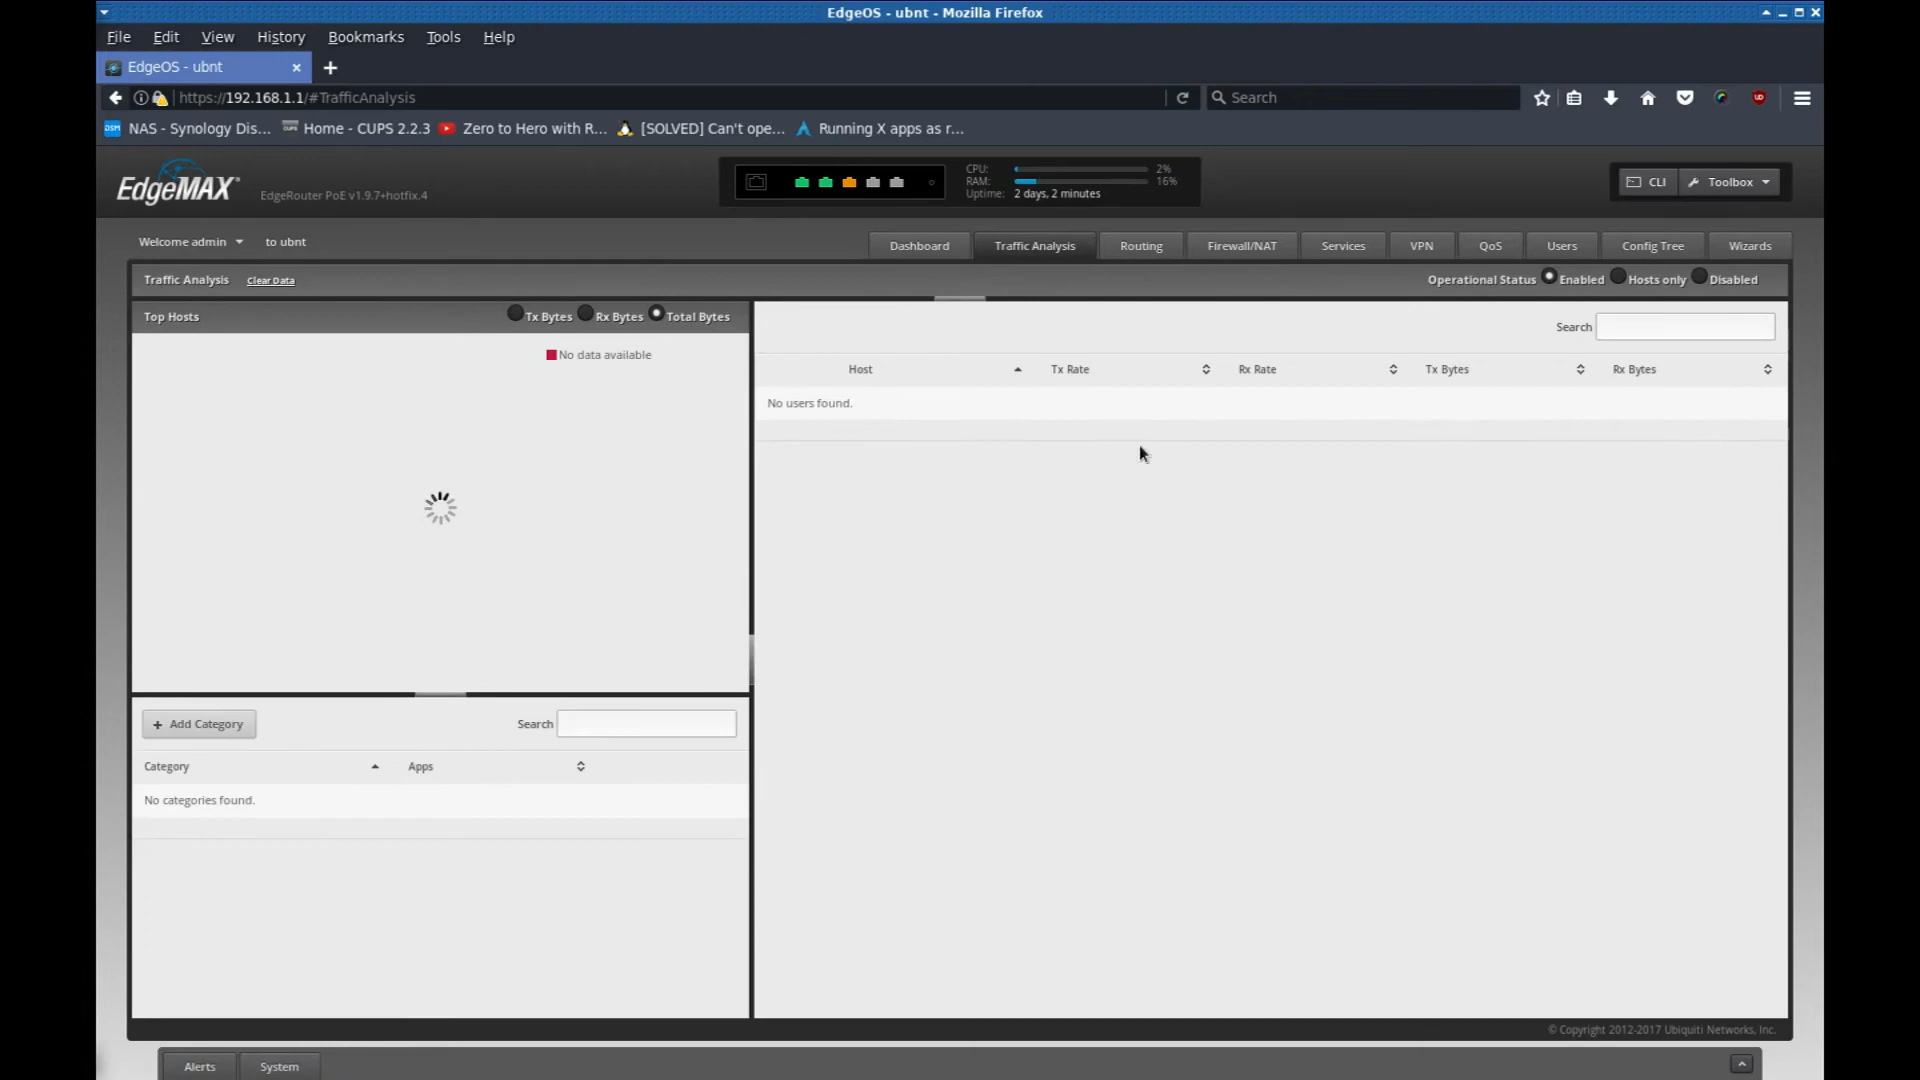 EdgeOS - ubnt - Mozilla Firefox
File Edit View History Bookmarks Tools Help
EdgeOS - ubnt
https://192.168.1.1/#TrafficAnalysis
Search
DSM NAS - Synology Dis... CUPS Home - CUPS 2.2.3 Zero to Hero with R... [SOLVED] Can't ope... Running X apps as r...
EdgeMAX EdgeRouter PoE v1.9.7+hotfix.4
CPU: 2%
RAM: 16%
Uptime: 2 days, 2 minutes
CLI Toolbox
Welcome admin to ubnt
Dashboard Traffic Analysis Routing Firewall/NAT Services VPN QoS Users Config Tree Wizards
Traffic Analysis Clear Data Operational Status Enabled Hosts only Disabled
Top Hosts Tx Bytes Rx Bytes Total Bytes
No data available
Search
Host Tx Rate Rx Rate Tx Bytes Rx Bytes
No users found.
+ Add Category Search
Category Apps
No categories found.
© Copyright 2012-2017 Ubiquiti Networks, Inc.
Alerts System